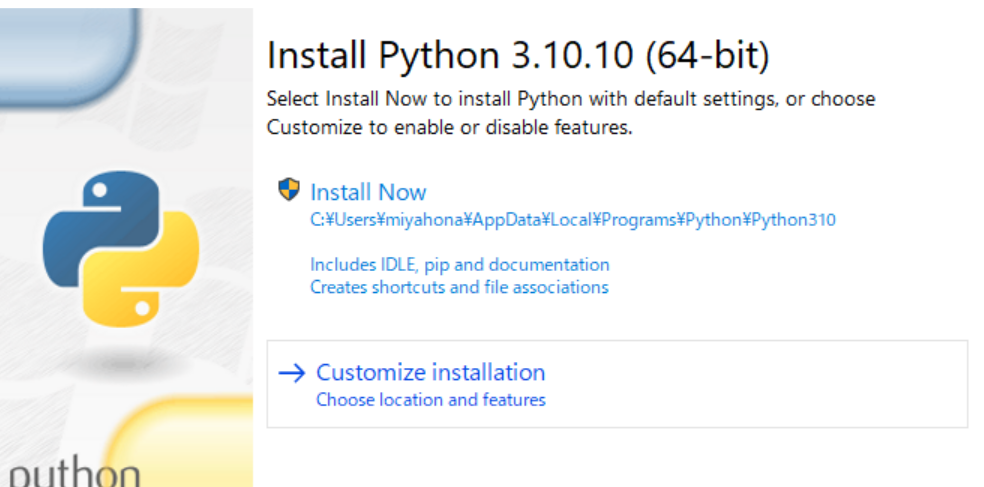 Install Python 3.10.10 (64-bit)
Select Install Now to install Python with default settings, or choose
Customize to enable or disable features.
Install Now
C:¥Users¥miyahona¥AppData¥Local¥Programs¥Python¥Python310
Includes IDLE, pip and documentation
Creates shortcuts and file associations
→ Customize installation
Choose location and features
python